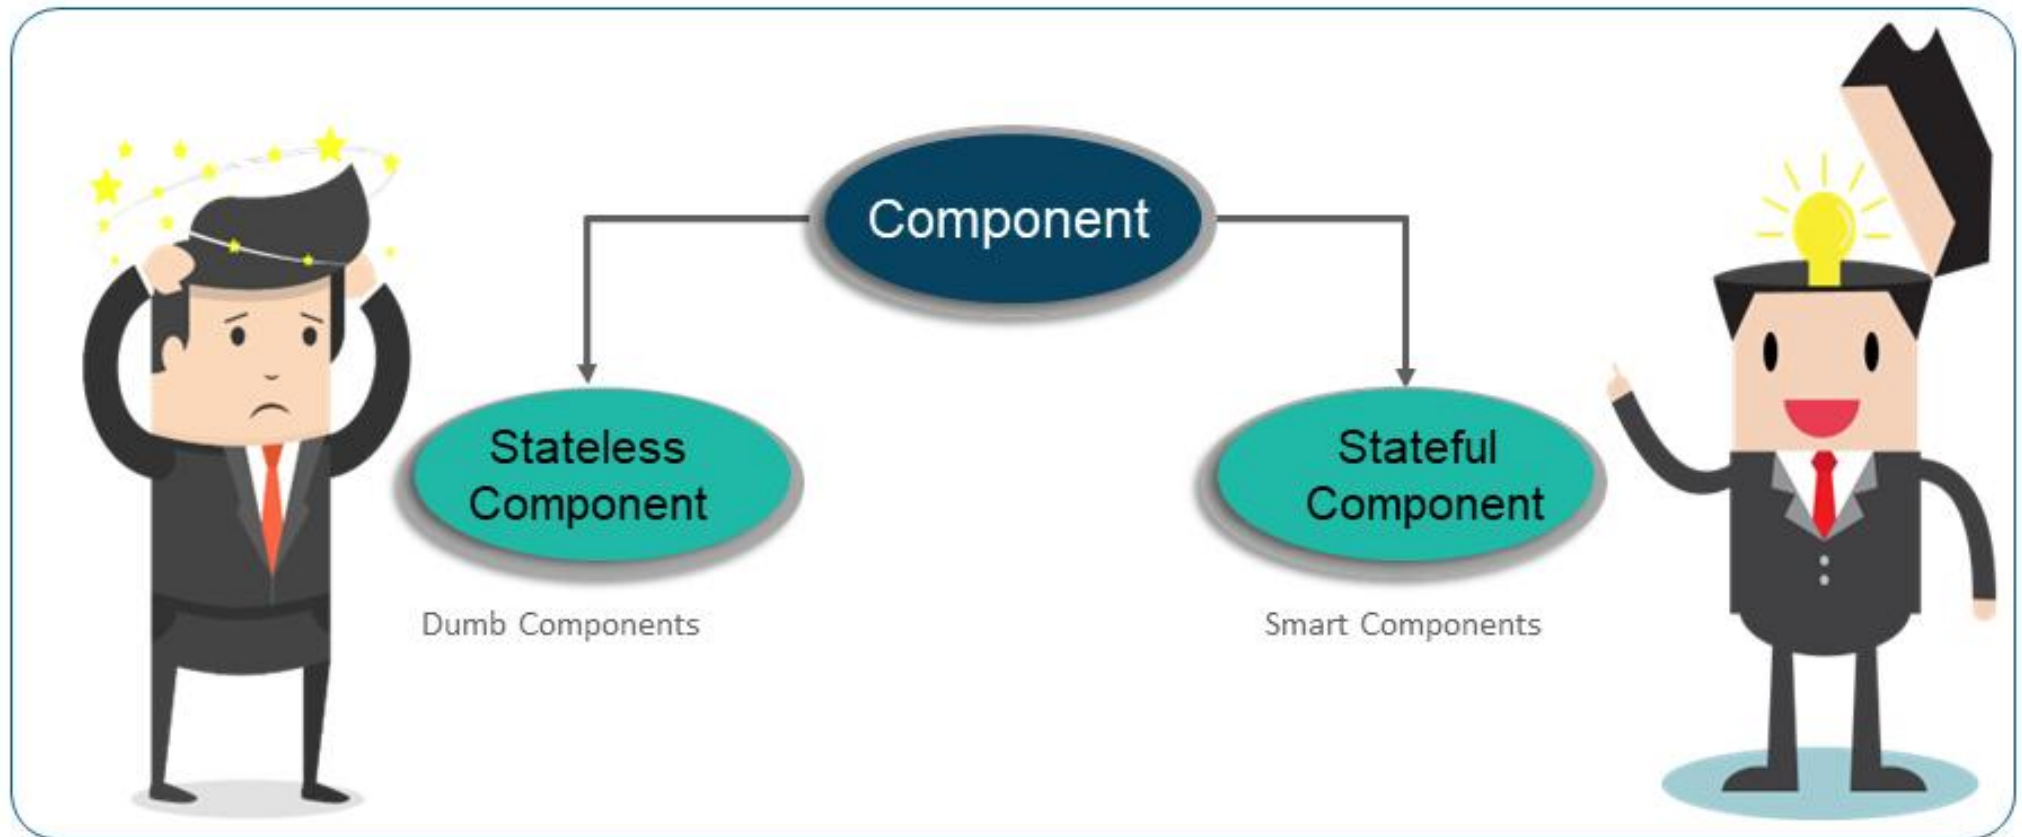 Component
Stateless
Component
Stateful
Component
Dumb Components
Smart Components